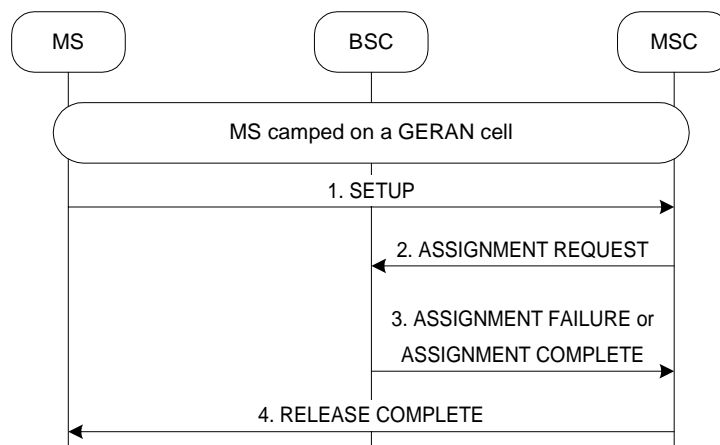 MS
BSC
MSC
MS camped on a GERAN cell
1. SETUP
2. ASSIGNMENT REQUEST
3. ASSIGNMENT FAILURE or
ASSIGNMENT COMPLETE
4. RELEASE COMPLETE